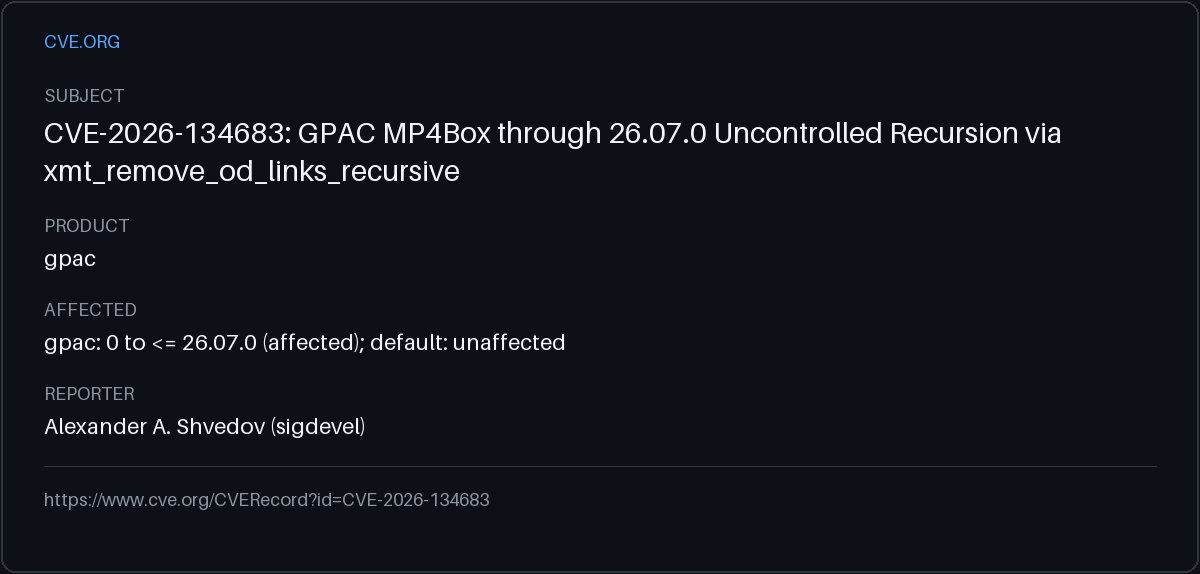 CVE.ORG
SUBJECT
CVE-2026-134683: GPAC MP4Box through 26.07.0 Uncontrolled Recursion via
xmt_remove_od_links_recursive
PRODUCT
gpac
AFFECTED
gpac: 0 to <= 26.07.0 (affected); default: unaffected
REPORTER
Alexander A. Shvedov (sigdevel)
https://www.cve.org/CVERecord?id=CVE-2026-134683